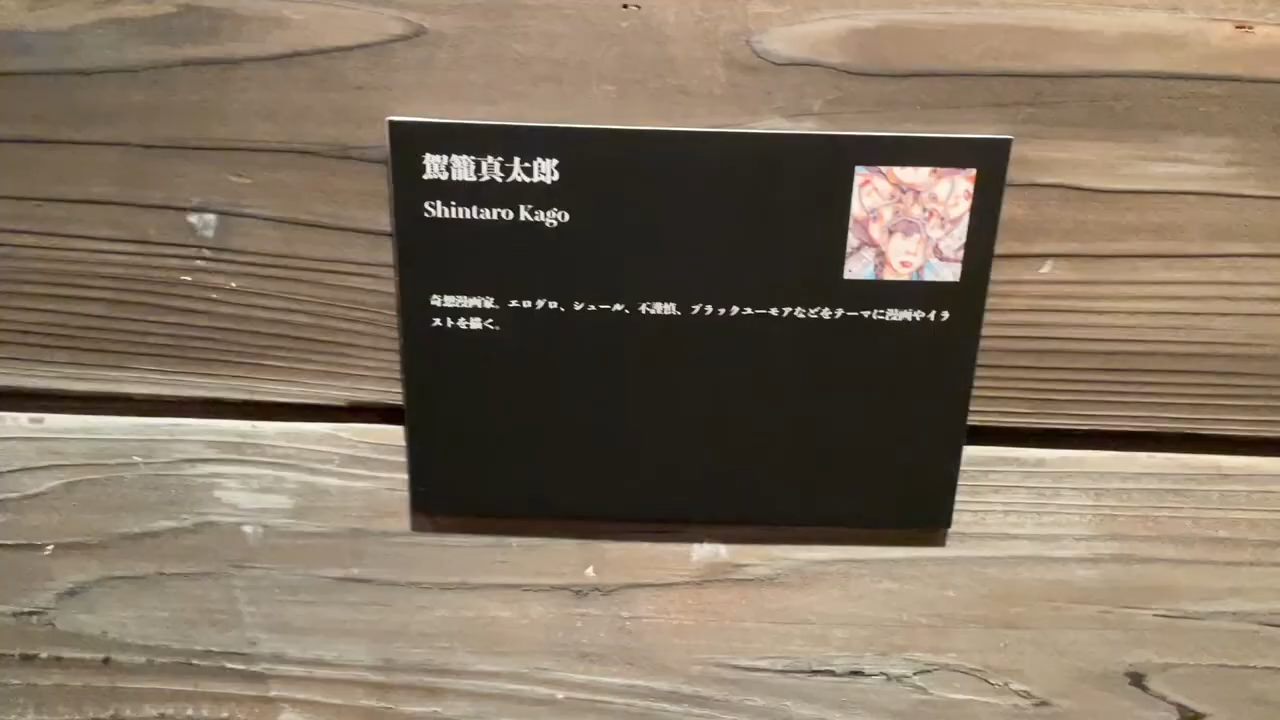 駕籠真太郎
Shintaro Kago
奇想漫画家。エログロ、シュール、不謹慎、ブラックユーモアなどをテーマに漫画やイラ
ストを描く。